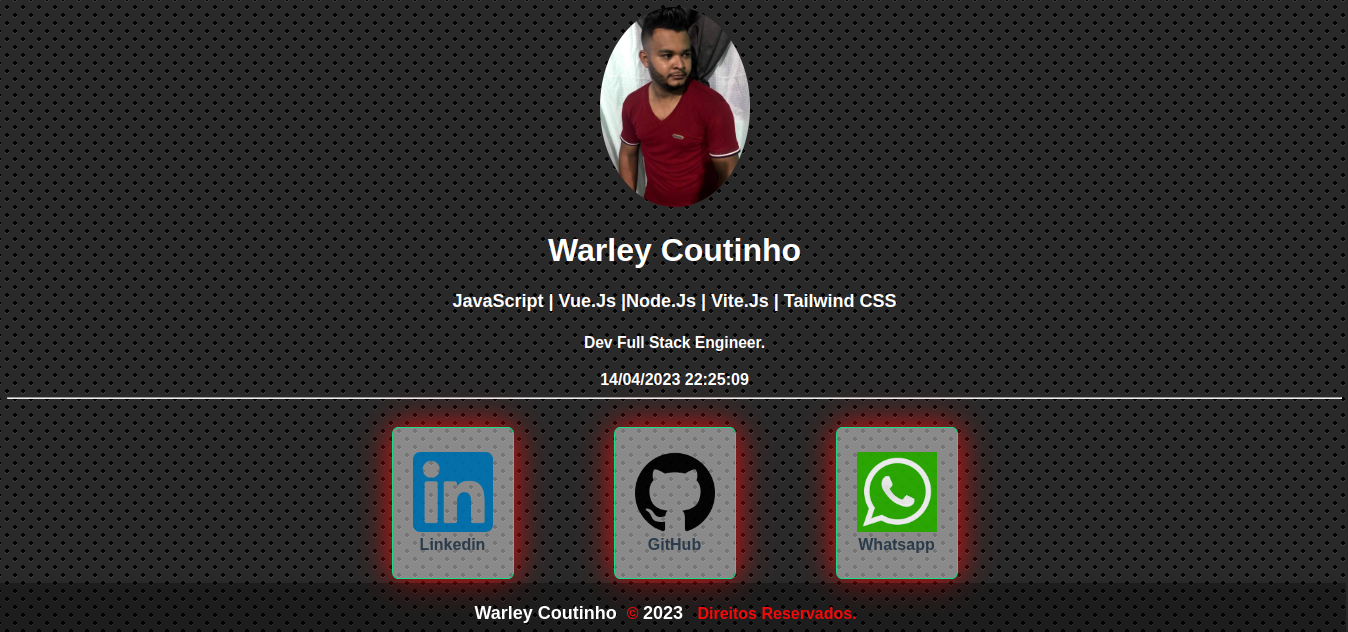 Warley Coutinho
JavaScript | Vue.Js |Node.Js | Vite.Js | Tailwind CSS
Dev Full Stack Engineer.
14/04/2023 22:25:09
in
Linkedin
GitHub
Whatsapp
Warley Coutinho © 2023 Direitos Reservados.